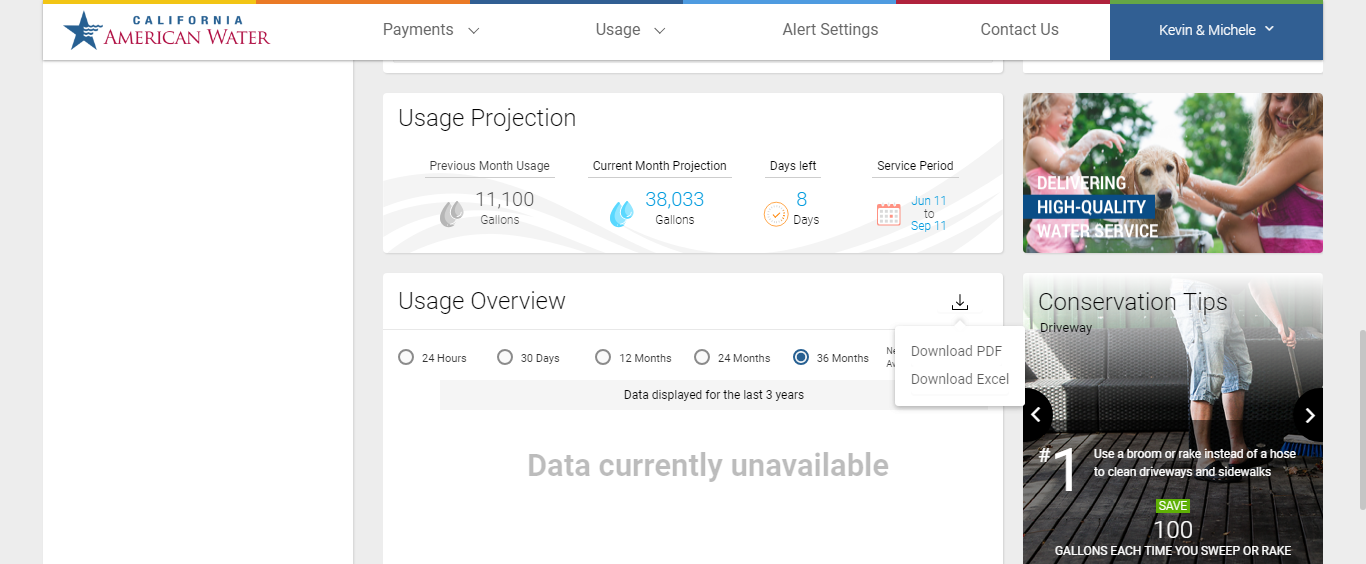 CALIFORNIA
AMERICAN WATER
Payments
Usage
Alert Settings
Contact Us
Kevin & Michele
Usage Projection
Previous Month Usage
11,100
Gallons
Current Month Projection
38,033
Gallons
Days left
8
Days
Service Period
Jun 11
to
Sep 11
DELIVERING
HIGH-QUALITY
WATER SERVICE
Usage Overview
Download PDF
Download Excel
24 Hours
30 Days
12 Months
24 Months
36 Months
Data displayed for the last 3 years
Data currently unavailable
Conservation Tips
Driveway
#1
Use a broom or rake instead of a hose
to clean driveways and sidewalks
SAVE
100
GALLONS EACH TIME YOU SWEEP OR RAKE